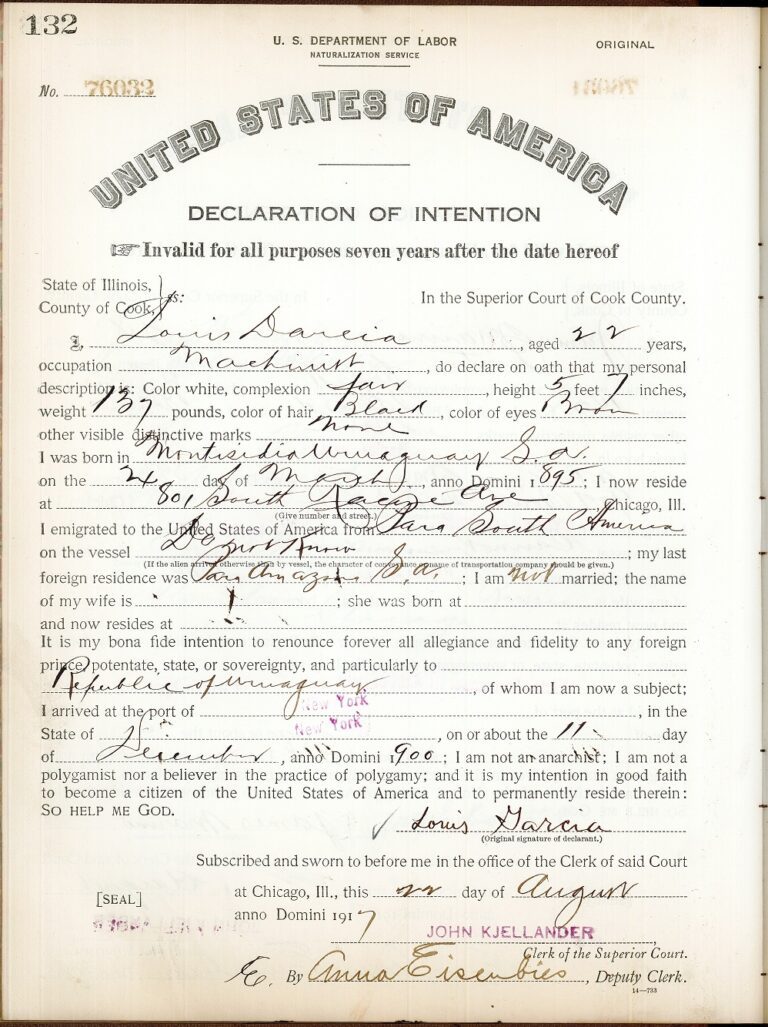 132
U. S. DEPARTMENT OF LABOR
NATURALIZATION SERVICE
ORIGINAL
No. 76032
UNITED STATES OF AMERICA
DECLARATION OF INTENTION
☞ Invalid for all purposes seven years after the date hereof
State of Illinois,
County of Cook, ss:
In the Superior Court of Cook County.
I, Louis Darcia, aged 22 years,
occupation Machinist, do declare on oath that my personal
description is: Color white, complexion fair, height 5 feet 7 inches,
weight 137 pounds, color of hair Black, color of eyes Brown
other visible distinctive marks none
I was born in Montisedio Uruaguay S. A.
on the 24 day of March, anno Domini 1895; I now reside
at 801 South Racine Ave Chicago, Ill.
(Give number and street.)
I emigrated to the United States of America from Para South America
on the vessel Do not Know; my last
(If the alien arrived otherwise than by vessel, the character of conveyance or name of transportation company should be given.)
foreign residence was Para Amazons S. A.; I am not married; the name
of my wife is; she was born at
and now resides at
It is my bona fide intention to renounce forever all allegiance and fidelity to any foreign
prince, potentate, state, or sovereignty, and particularly to
Republic of Uruaguay, of whom I am now a subject;
I arrived at the port of New York, in the
State of New York, on or about the 11 day
of December, anno Domini 1900; I am not an anarchist; I am not a
polygamist nor a believer in the practice of polygamy; and it is my intention in good faith
to become a citizen of the United States of America and to permanently reside therein:
SO HELP ME GOD.
✓ Louis Garcia
(Original signature of declarant.)
Subscribed and sworn to before me in the office of the Clerk of said Court
[SEAL]
at Chicago, Ill., this 22 day of August
anno Domini 1917
JOHN KJELLANDER
Clerk of the Superior Court.
E. By Anna Eisenbies, Deputy Clerk.
14—733